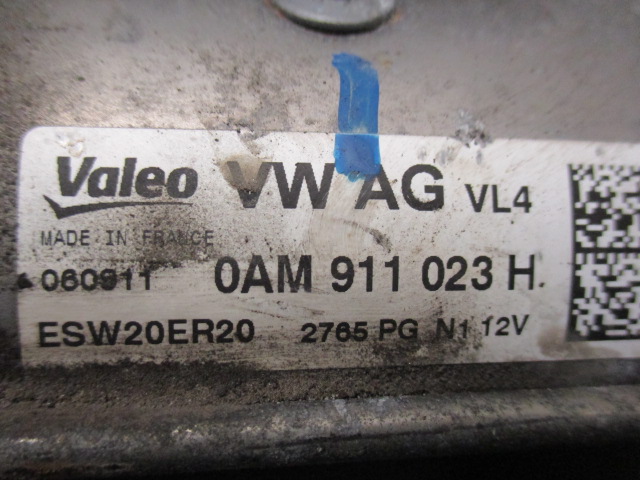 Valeo VW AG VL4
MADE IN FRANCE
060911 0AM 911 023 H.
ESW20ER20 2765 PG N1 12V